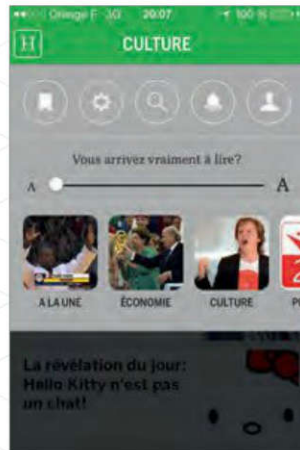 Orange F 3G 20:07 100 %
H CULTURE
Vous arrivez vraiment à lire?
A A
A LA UNE ÉCONOMIE CULTURE
La révélation du jour:
Hello Kitty n'est pas
un chat!